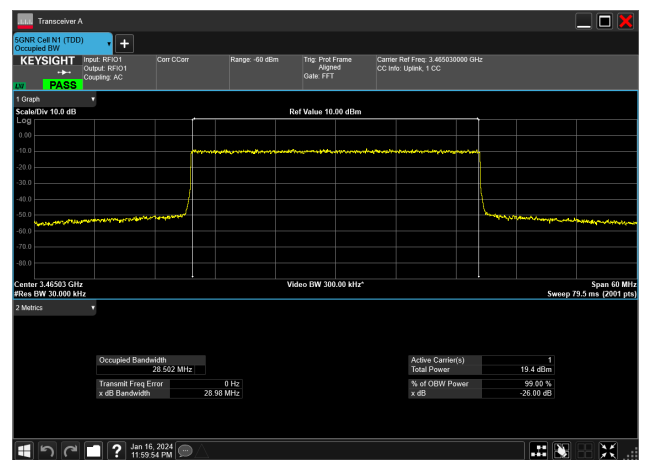 Transceiver A
5GNR Cell N1 (TDD)
Occupied BW
KEYSIGHT
LV
PASS
Input: RFIO1
Output: RFIO1
Coupling: AC
Corr CCorr
Range: -60 dBm
Trig: Prot Frame
Aligned
Gate: FFT
Carrier Ref Freq: 3.465030000 GHz
CC Info: Uplink, 1 CC
1 Graph
Scale/Div 10.0 dB
Ref Value 10.00 dBm
Log
0.00
-10.0
-20.0
-30.0
-40.0
-50.0
-60.0
-70.0
-80.0
Center 3.46503 GHz
Video BW 300.00 kHz*
Span 60 MHz
#Res BW 30.000 kHz
Sweep 79.5 ms (2001 pts)
2 Metrics
Occupied Bandwidth
28.502 MHz
Active Carrier(s) 1
Total Power 19.4 dBm
Transmit Freq Error 0 Hz
x dB Bandwidth 28.98 MHz
% of OBW Power 99.00 %
x dB -26.00 dB
Jan 16, 2024
11:59:54 PM